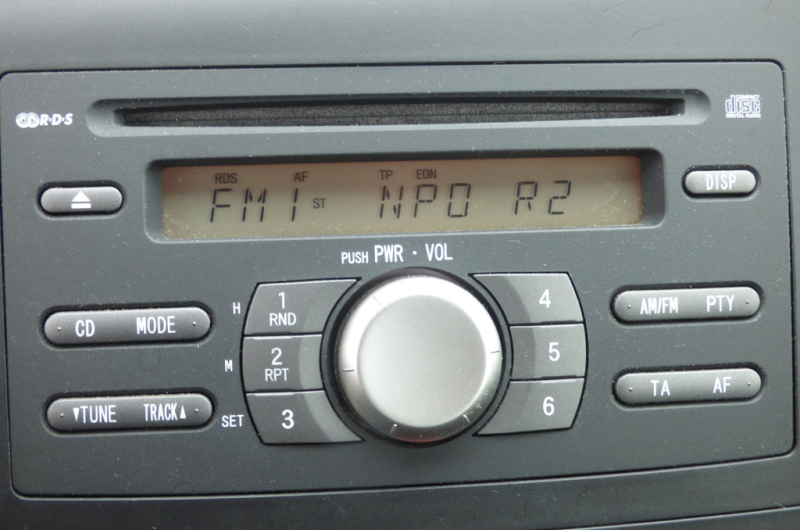 R·D·S
COMPACT
disc
DIGITAL AUDIO
RDS AF TP EON
FM1 ST NPO R2
DISP
PUSH PWR · VOL
H 1 RND
4
AM/FM PTY
CD MODE
M 2 RPT
5
TA AF
▼TUNE TRACK▲
SET 3
6